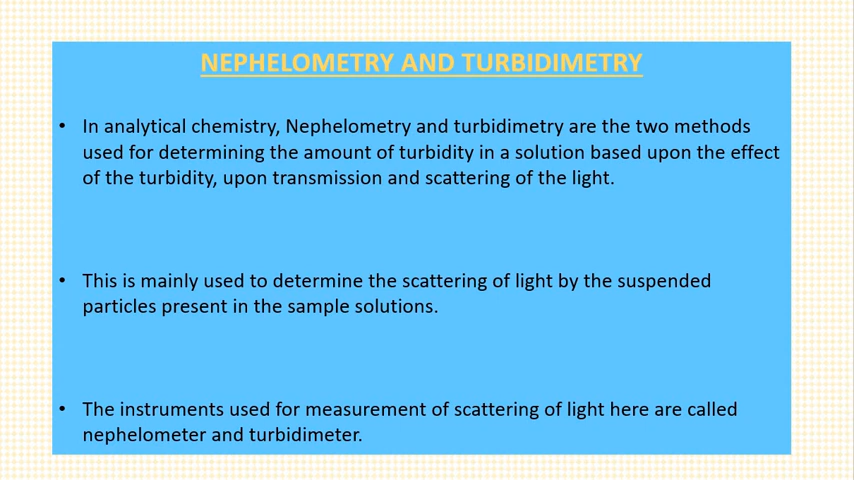 NEPHELOMETRY AND TURBIDIMETRY
• In analytical chemistry, Nephelometry and turbidimetry are the two methods
used for determining the amount of turbidity in a solution based upon the effect
of the turbidity, upon transmission and scattering of the light.
• This is mainly used to determine the scattering of light by the suspended
particles present in the sample solutions.
• The instruments used for measurement of scattering of light here are called
nephelometer and turbidimeter.